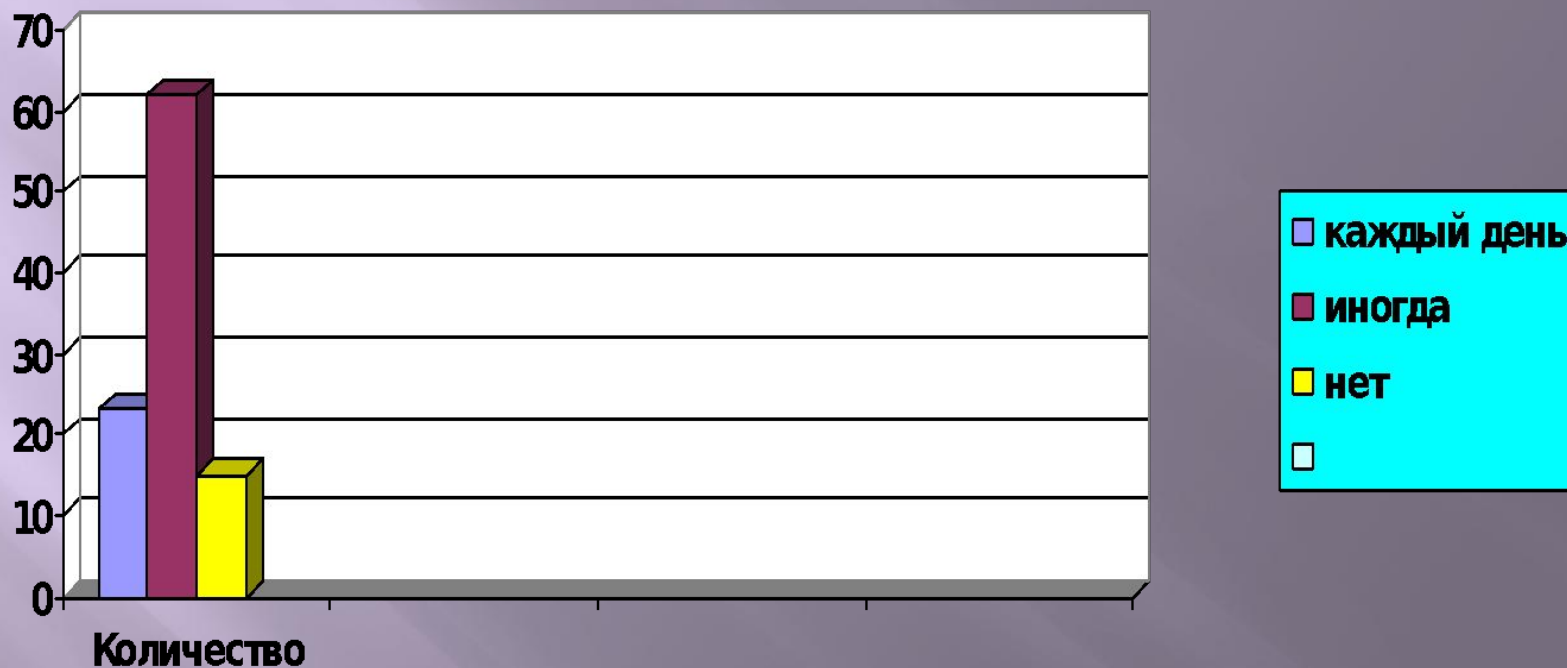 70
60
50
40
30
20
10
0
Количество
каждый день
иногда
нет